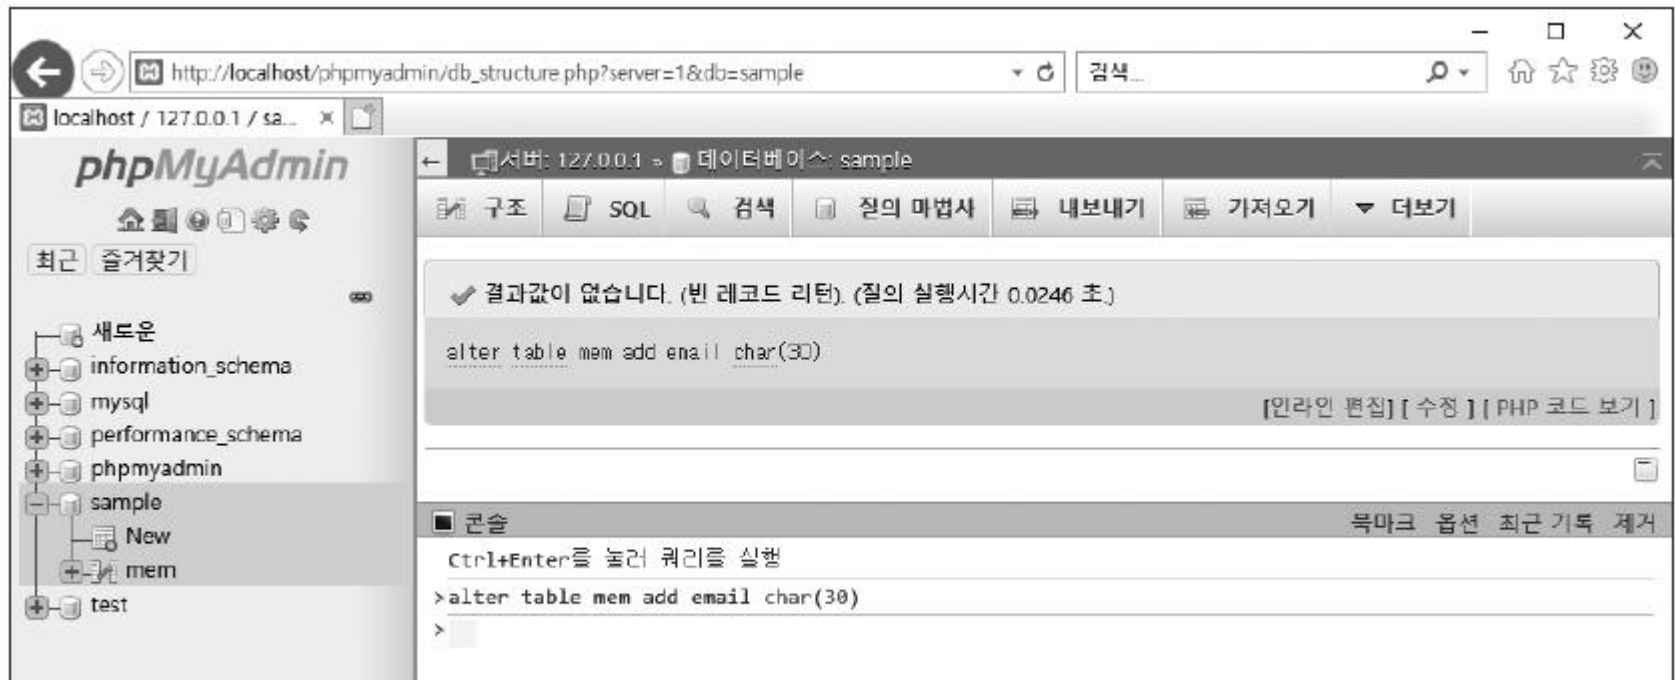 http://localhost/phpmyadmin/db_structure.php?server=1&db=sample
검색...
localhost / 127.0.0.1 / sa...
phpMyAdmin
최근 즐겨찾기
새로운
information_schema
mysql
performance_schema
phpmyadmin
sample
New
mem
test
서버: 127.0.0.1 » 데이터베이스: sample
구조 SQL 검색 질의 마법사 내보내기 가져오기 더보기
결과값이 없습니다. (빈 레코드 리턴). (질의 실행시간 0.0246 초.)
alter table mem add email char(30)
[인라인 편집] [ 수정 ] [ PHP 코드 보기 ]
콘솔 북마크 옵션 최근 기록 제거
Ctrl+Enter을 눌러 쿼리를 실행
>alter table mem add email char(30)
>